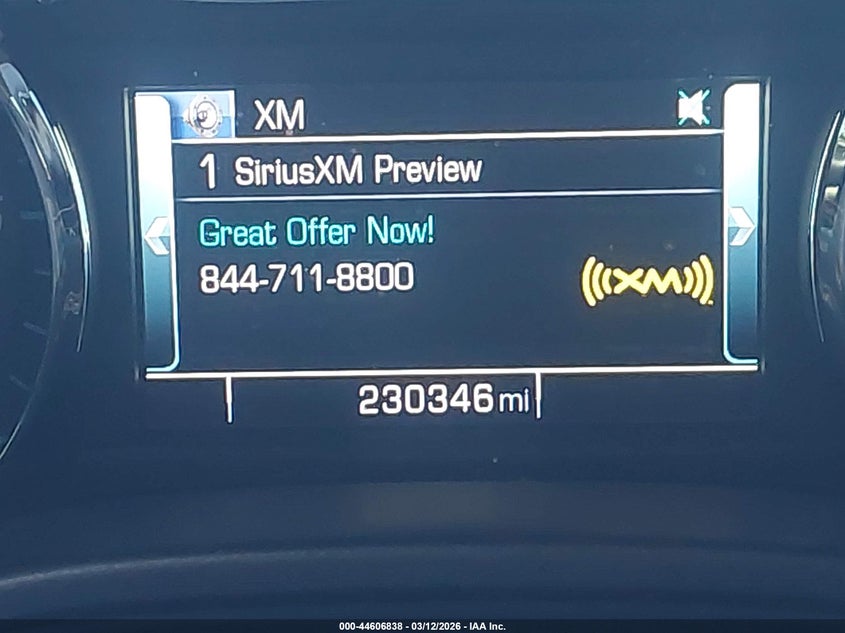 XM
1 SiriusXM Preview
Great Offer Now!
844-711-8800
((( XM )))
230346 mi
000-44606838 - 03/12/2026 - IAA Inc.